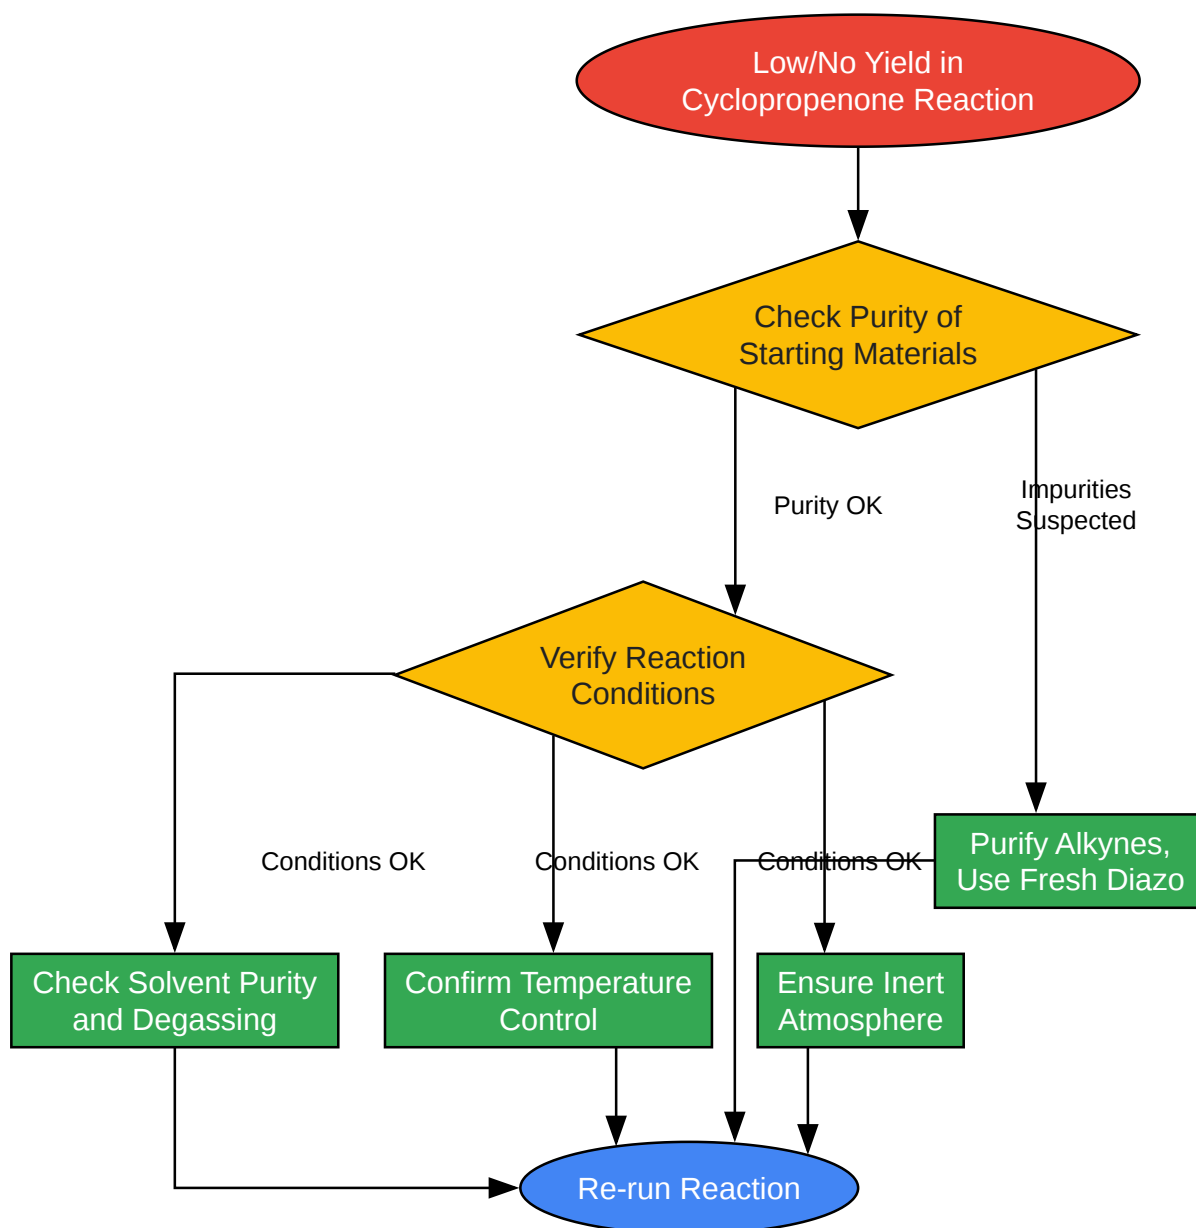 Low/No Yield in
Cyclopropenone Reaction
Check Purity of
Starting Materials
Purity OK
Impurities
Suspected
Verify Reaction
Conditions
Purify Alkynes,
Use Fresh Diazo
Conditions OK
Conditions OK
Conditions OK
Check Solvent Purity
and Degassing
Confirm Temperature
Control
Ensure Inert
Atmosphere
Re-run Reaction